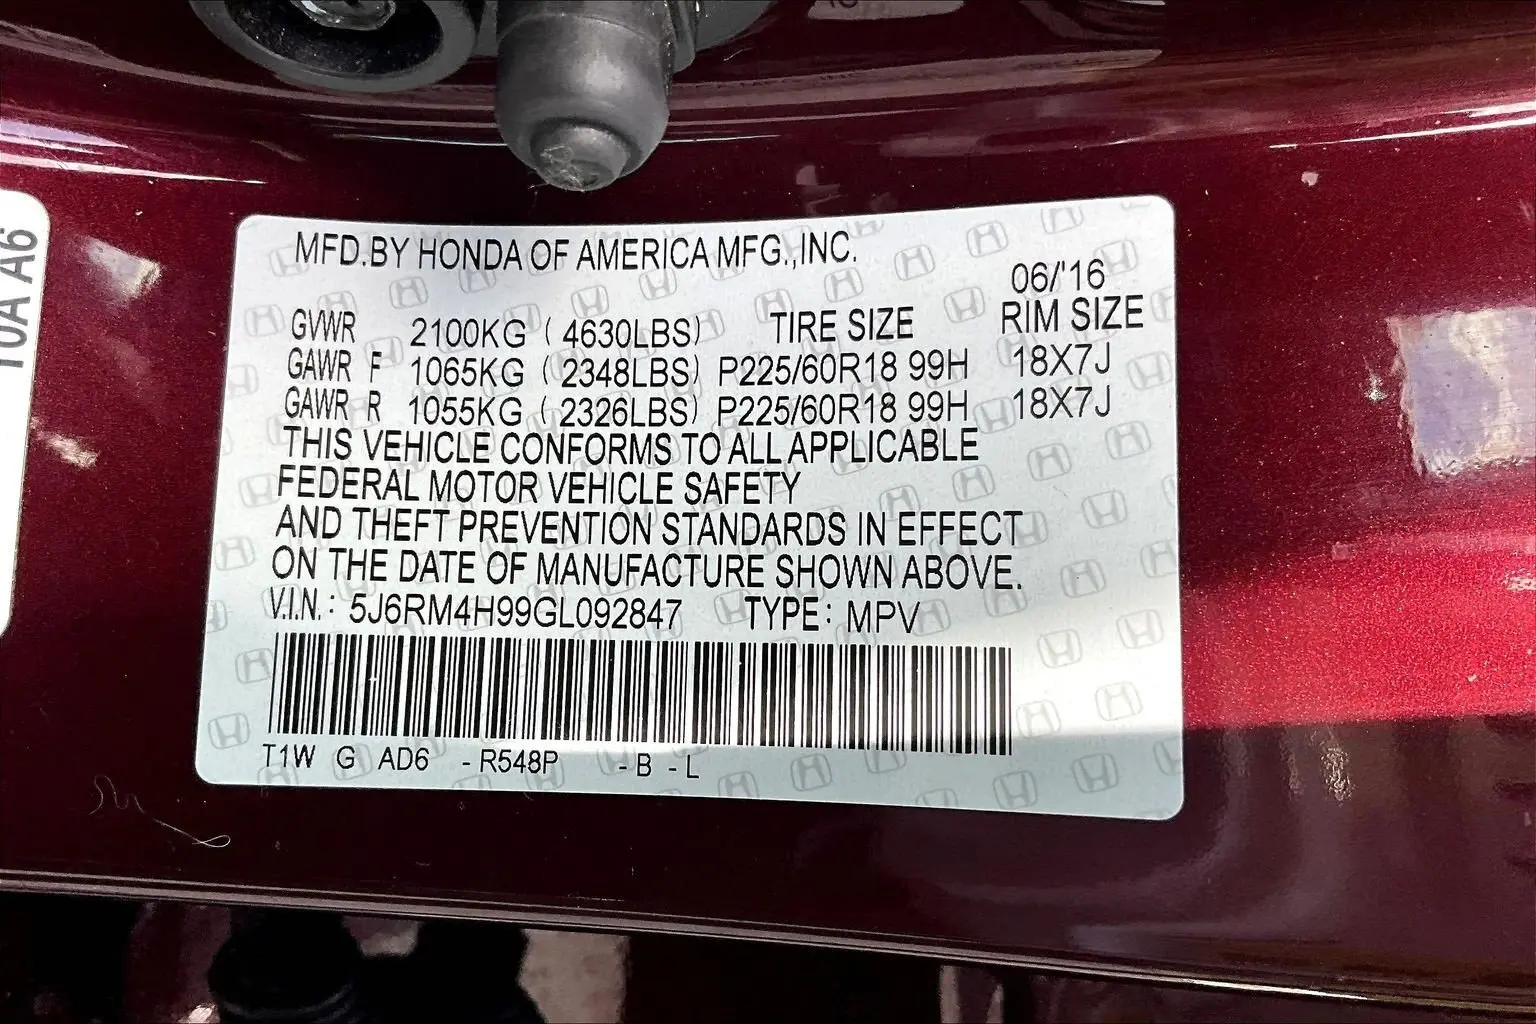 10A A6
MFD.BY HONDA OF AMERICA MFG.,INC.
06/'16
GVWR 2100KG ( 4630LBS) TIRE SIZE RIM SIZE
GAWR F 1065KG ( 2348LBS) P225/60R18 99H 18X7J
GAWR R 1055KG ( 2326LBS) P225/60R18 99H 18X7J
THIS VEHICLE CONFORMS TO ALL APPLICABLE
FEDERAL MOTOR VEHICLE SAFETY
AND THEFT PREVENTION STANDARDS IN EFFECT
ON THE DATE OF MANUFACTURE SHOWN ABOVE.
V.I.N.: 5J6RM4H99GL092847 TYPE: MPV
T1W G AD6 -R548P -B -L